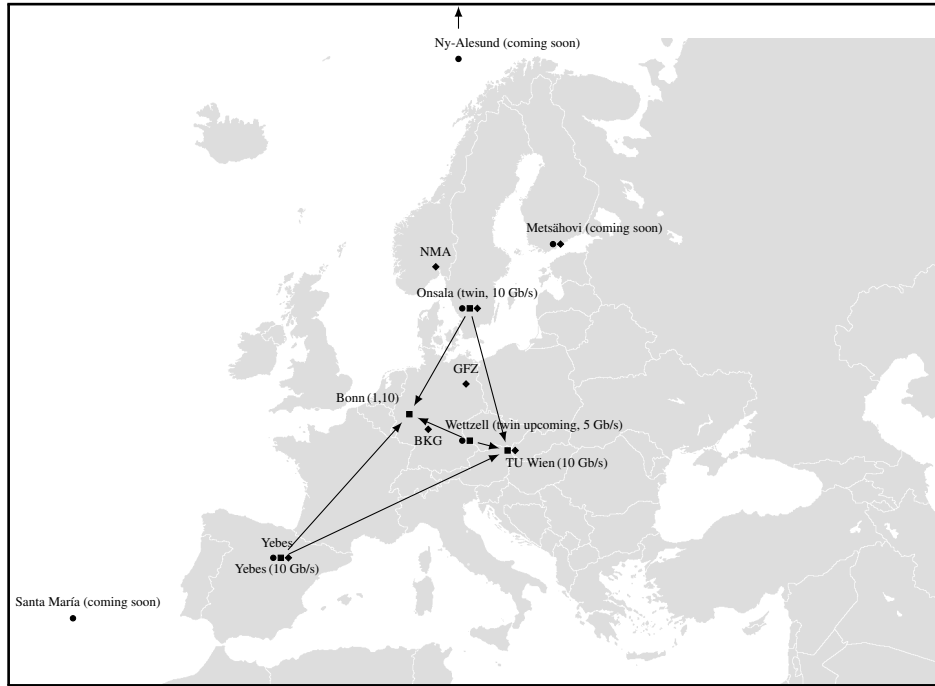 Ny-Alesund (coming soon)
Metsähovi (coming soon)
NMA
Onsala (twin, 10 Gb/s)
GFZ
Bonn (1,10)
Wettzell (twin upcoming, 5 Gb/s)
BKG
TU Wien (10 Gb/s)
Yebes
Yebes (10 Gb/s)
Santa María (coming soon)